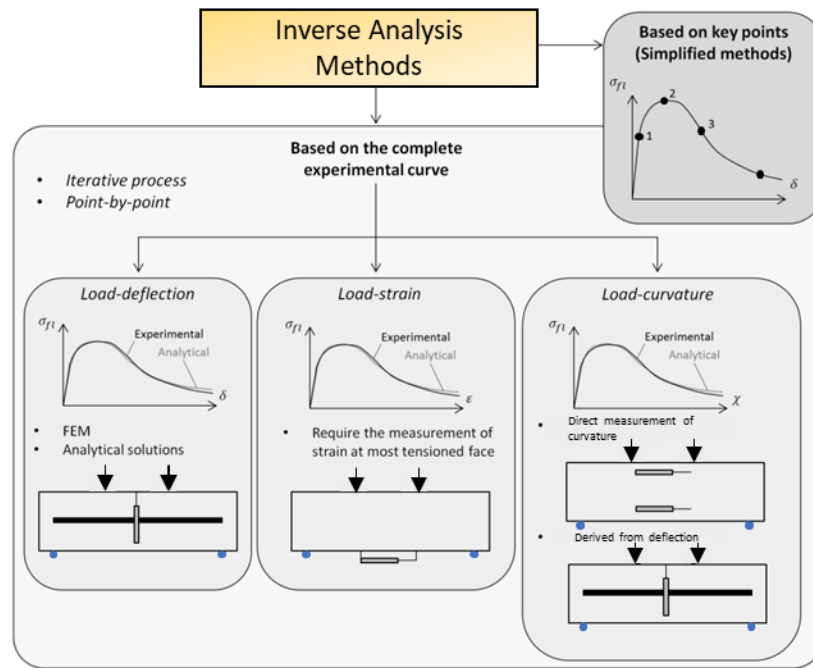 Inverse Analysis
Methods
Based on key points
(Simplified methods)
σfl
1
2
3
δ
Based on the complete
experimental curve
• Iterative process
• Point-by-point
Load-deflection
σfl
Experimental
Analytical
δ
• FEM
• Analytical solutions
Load-strain
σfl
Experimental
Analytical
ε
• Require the measurement of
strain at most tensioned face
Load-curvature
σfl
Experimental
Analytical
χ
• Direct measurement of
curvature
• Derived from deflection